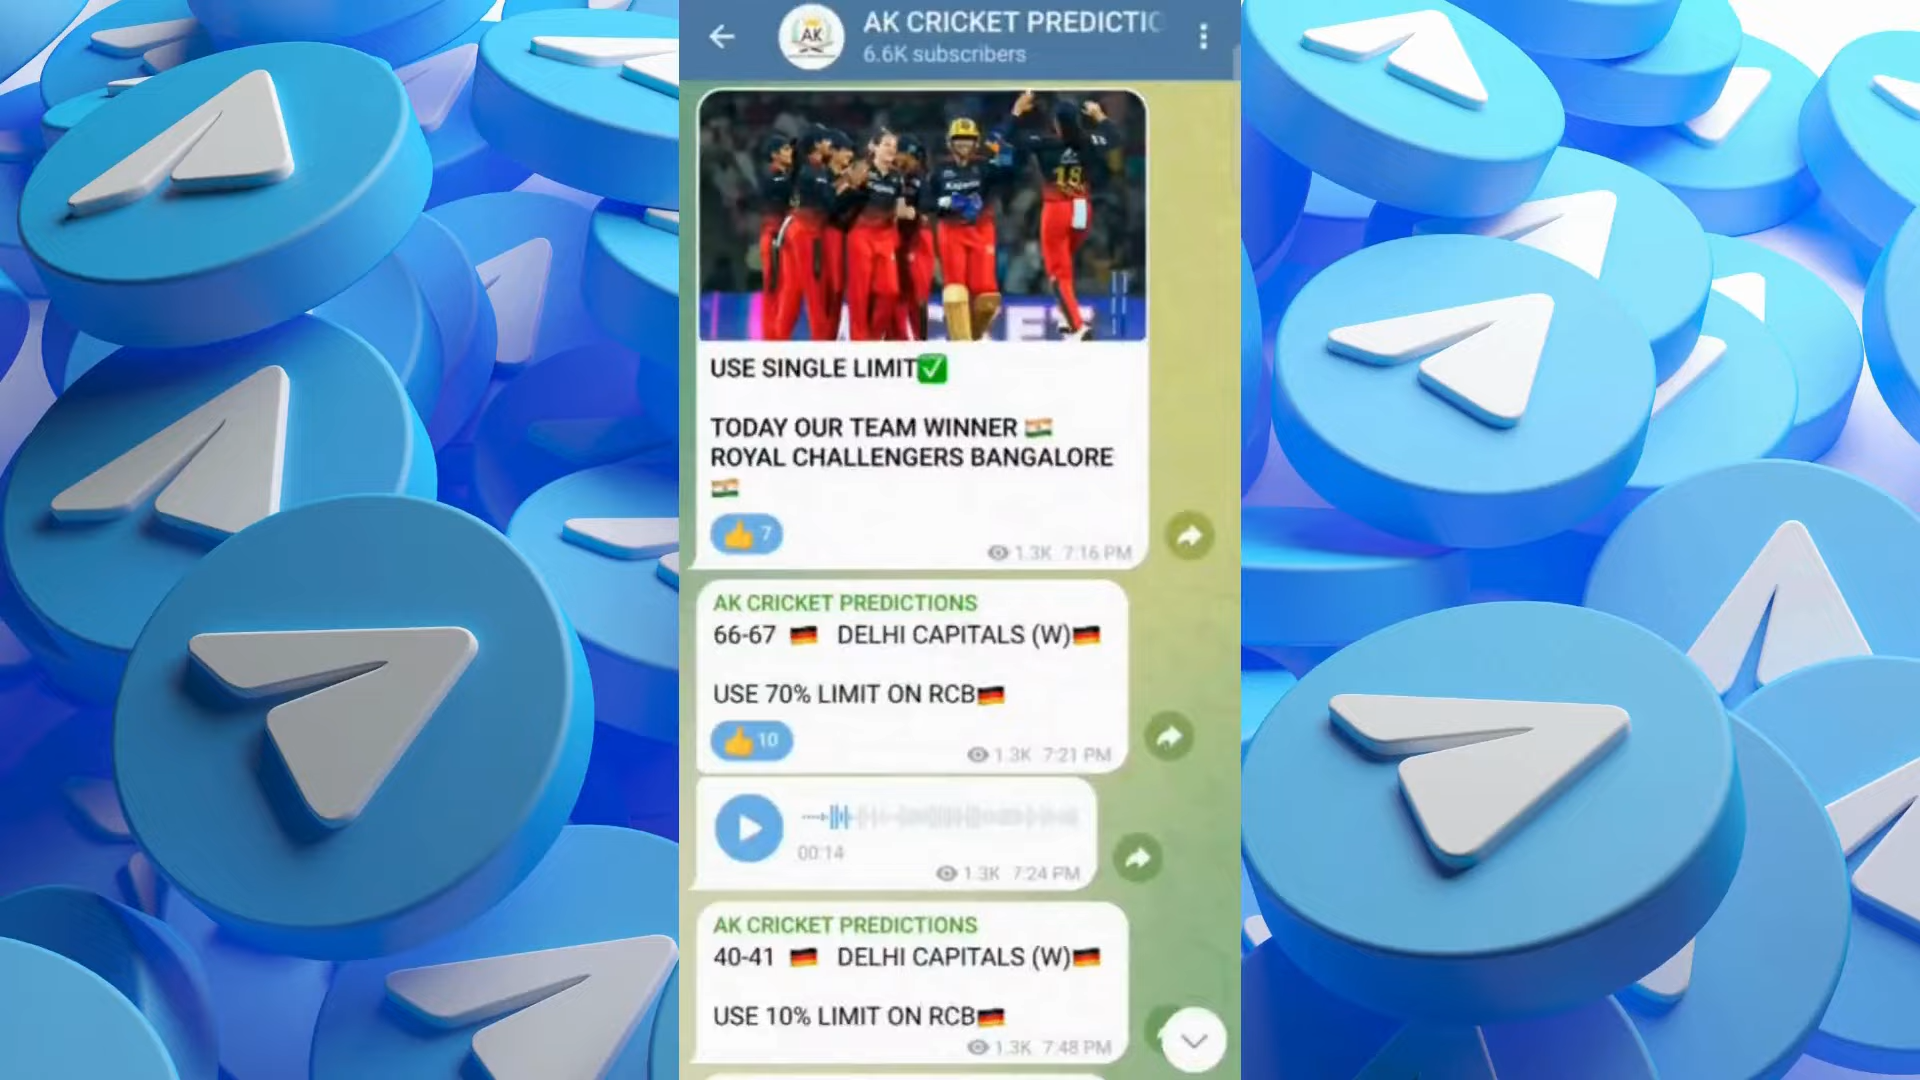 AK CRICKET PREDICTIC
6.6K subscribers
AK
18
USE SINGLE LIMIT✅
TODAY OUR TEAM WINNER 🇮🇳
ROYAL CHALLENGERS BANGALORE
🇮🇳
👍 7
1.3K 7:16 PM
AK CRICKET PREDICTIONS
66-67 🇩🇪 DELHI CAPITALS (W)🇩🇪
USE 70% LIMIT ON RCB🇩🇪
👍 10
1.3K 7:21 PM
00:14
1.3K 7:24 PM
AK CRICKET PREDICTIONS
40-41 🇩🇪 DELHI CAPITALS (W)🇩🇪
USE 10% LIMIT ON RCB🇩🇪
1.3K 7:48 PM